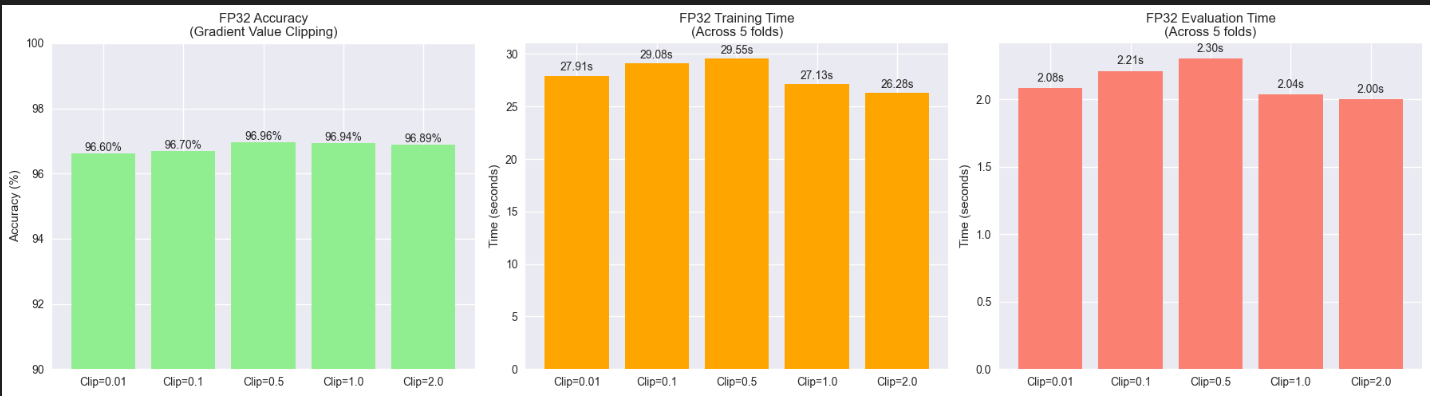 FP32 Accuracy
(Gradient Value Clipping)
100
98
96
94
92
90
Accuracy (%)
96.60%
96.70%
96.96%
96.94%
96.89%
Clip=0.01
Clip=0.1
Clip=0.5
Clip=1.0
Clip=2.0
FP32 Training Time
(Across 5 folds)
30
25
20
15
10
5
0
Time (seconds)
27.91s
29.08s
29.55s
27.13s
26.28s
Clip=0.01
Clip=0.1
Clip=0.5
Clip=1.0
Clip=2.0
FP32 Evaluation Time
(Across 5 folds)
2.0
1.5
1.0
0.5
0.0
Time (seconds)
2.08s
2.21s
2.30s
2.04s
2.00s
Clip=0.01
Clip=0.1
Clip=0.5
Clip=1.0
Clip=2.0